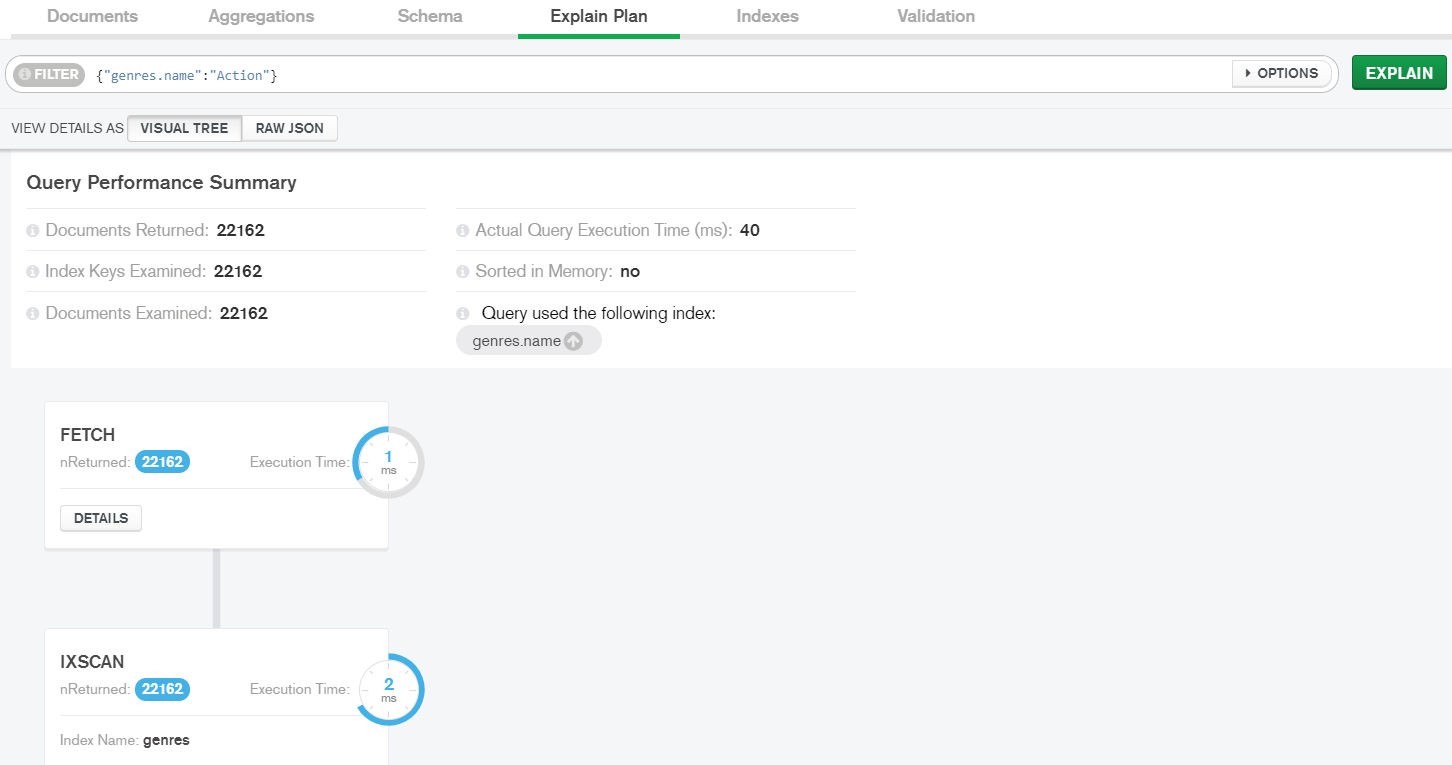 Documents Aggregations Schema Explain Plan Indexes Validation
FILTER {"genres.name":"Action"} OPTIONS EXPLAIN
VIEW DETAILS AS VISUAL TREE RAW JSON
Query Performance Summary
Documents Returned: 22162 Actual Query Execution Time (ms): 40
Index Keys Examined: 22162 Sorted in Memory: no
Documents Examined: 22162 Query used the following index:
genres.name
FETCH
nReturned: 22162 Execution Time: 1
ms
DETAILS
IXSCAN
nReturned: 22162 Execution Time: 2
ms
Index Name: genres